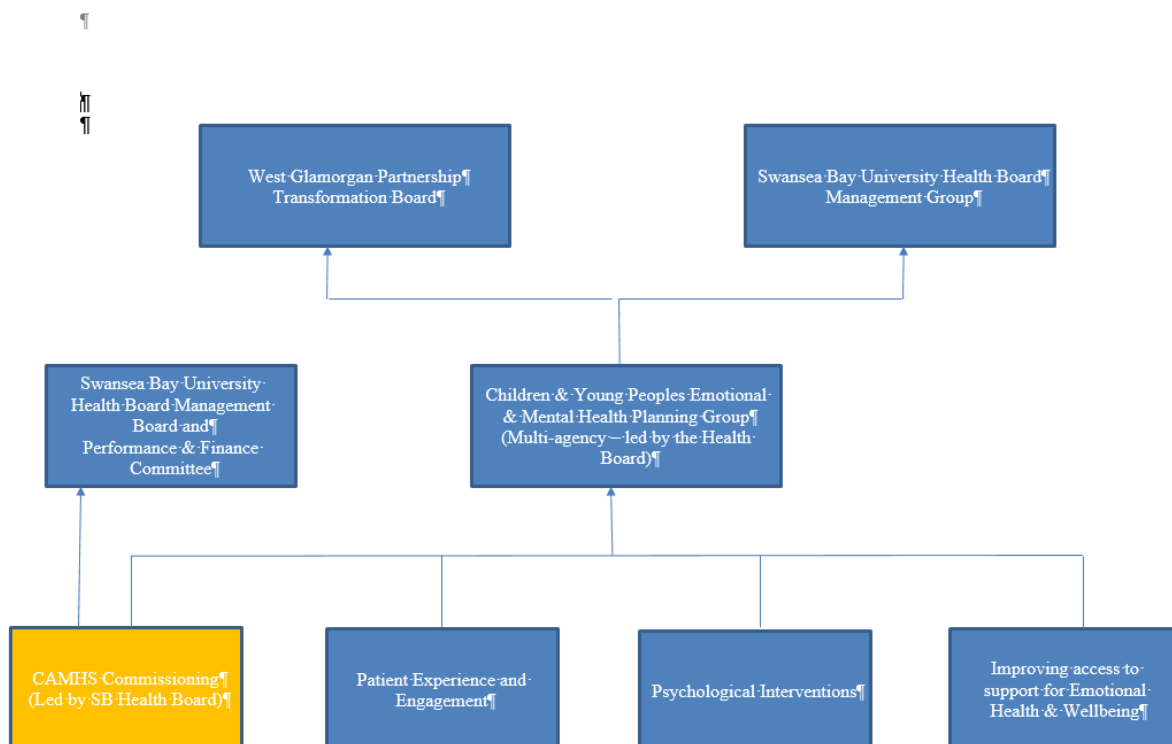 West Glamorgan Partnership¶
Transformation Board¶
Swansea Bay University Health Board¶
Management Group¶
Swansea Bay University
Health Board Management
Board and¶
Performance & Finance
Committee¶
Children & Young Peoples Emotional
& Mental Health Planning Group¶
(Multi-agency – led by the Health
Board)¶
CAMHS Commissioning¶
(Led by SB Health Board)¶
Patient Experience and
Engagement¶
Psychological Interventions¶
Improving access to
support for Emotional
Health & Wellbeing¶